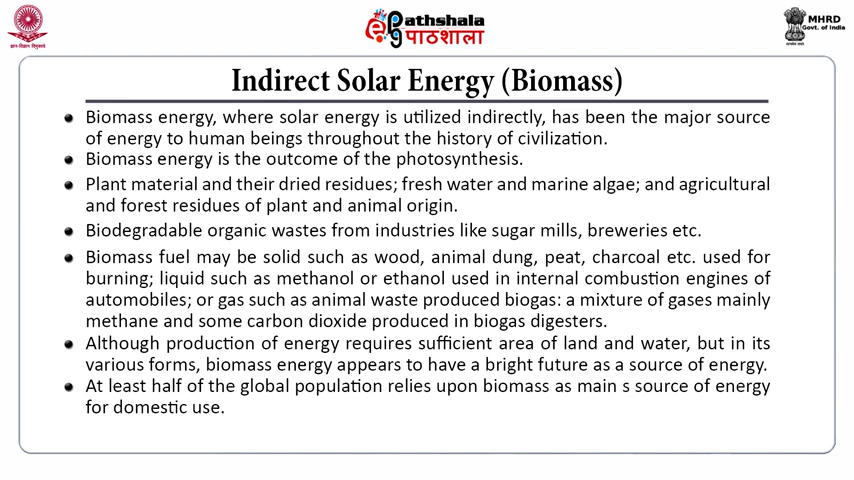 Pathshala
पाठशाला
MHRD
Govt. of India
Indirect Solar Energy (Biomass)
Biomass energy, where solar energy is utilized indirectly, has been the major source
of energy to human beings throughout the history of civilization.
Biomass energy is the outcome of the photosynthesis.
Plant material and their dried residues; fresh water and marine algae; and agricultural
and forest residues of plant and animal origin.
Biodegradable organic wastes from industries like sugar mills, breweries etc.
Biomass fuel may be solid such as wood, animal dung, peat, charcoal etc. used for
burning; liquid such as methanol or ethanol used in internal combustion engines of
automobiles; or gas such as animal waste produced biogas: a mixture of gases mainly
methane and some carbon dioxide produced in biogas digesters.
Although production of energy requires sufficient area of land and water, but in its
various forms, biomass energy appears to have a bright future as a source of energy.
At least half of the global population relies upon biomass as main s source of energy
for domestic use.